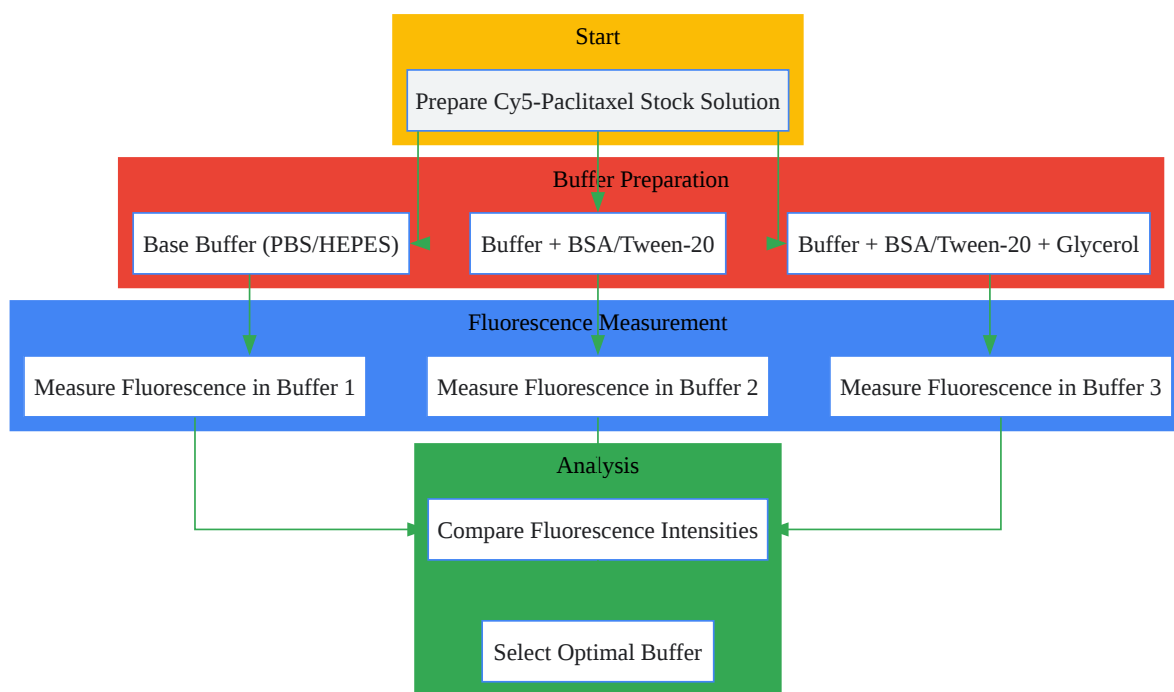 Start
Prepare Cy5-Paclitaxel Stock Solution
Buffer Preparation
Base Buffer (PBS/HEPES)
Buffer + BSA/Tween-20
Buffer + BSA/Tween-20 + Glycerol
Fluorescence Measurement
Measure Fluorescence in Buffer 1
Measure Fluorescence in Buffer 2
Measure Fluorescence in Buffer 3
Analysis
Compare Fluorescence Intensities
Select Optimal Buffer